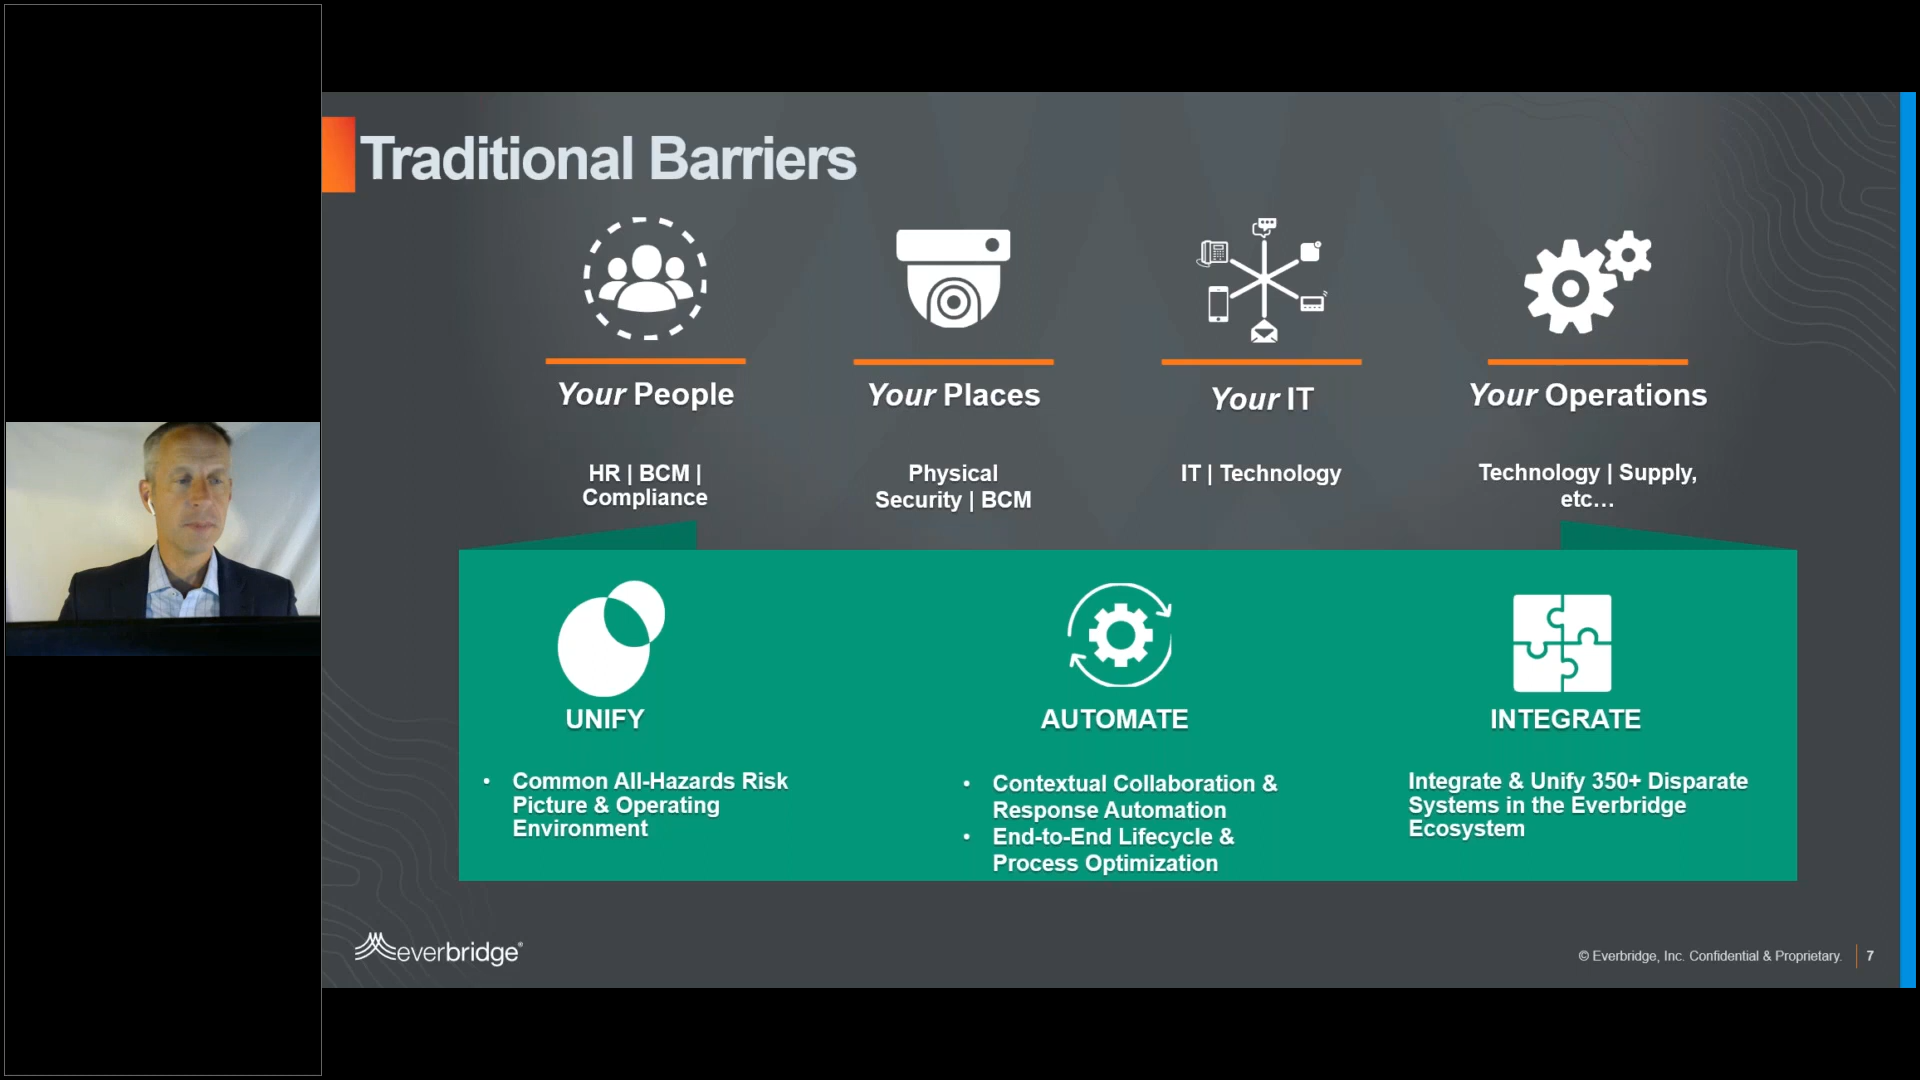 Traditional Barriers
Your People
Your Places
Your IT
Your Operations
HR | BCM |
Compliance
Physical
Security | BCM
IT | Technology
Technology | Supply,
etc...
UNIFY
AUTOMATE
INTEGRATE
• Common All-Hazards Risk
Picture & Operating
Environment
• Contextual Collaboration &
Response Automation
• End-to-End Lifecycle &
Process Optimization
Integrate & Unify 350+ Disparate
Systems in the Everbridge
Ecosystem
everbridge®
© Everbridge, Inc. Confidential & Proprietary. 7